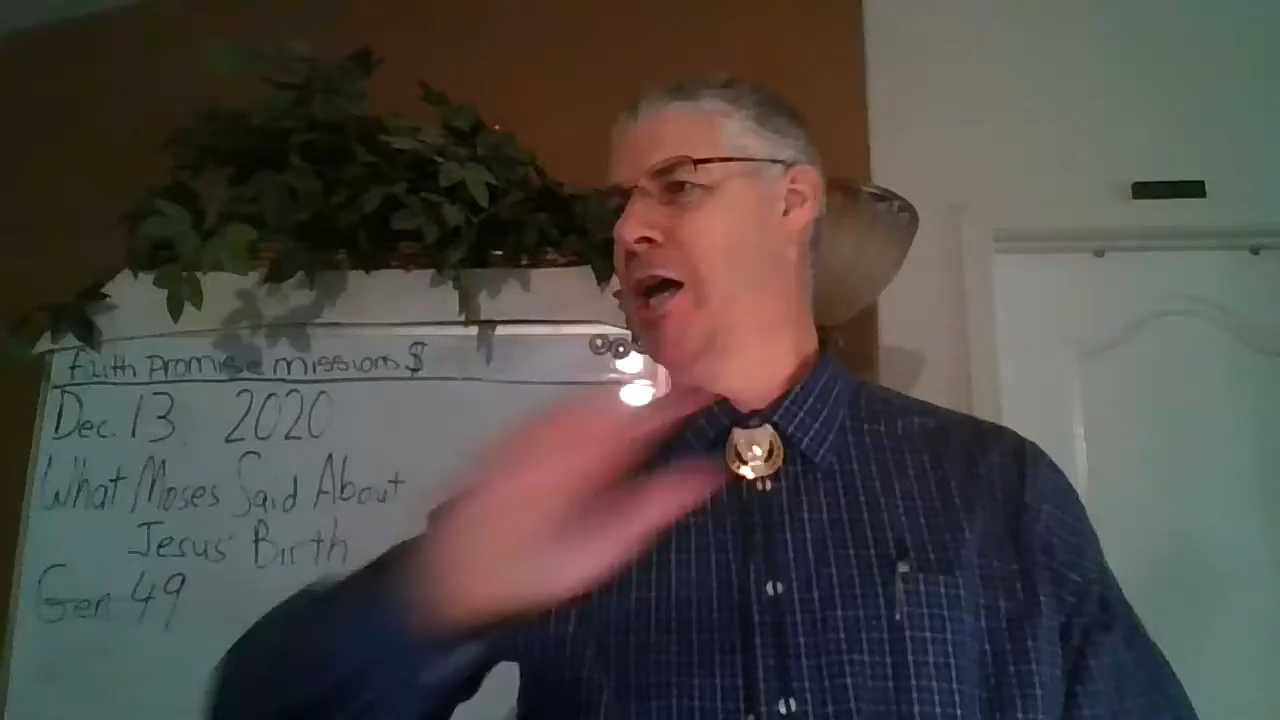 Faith Promise missions $
Dec. 13 2020
What Moses Said About
Jesus' Birth
Gen 49